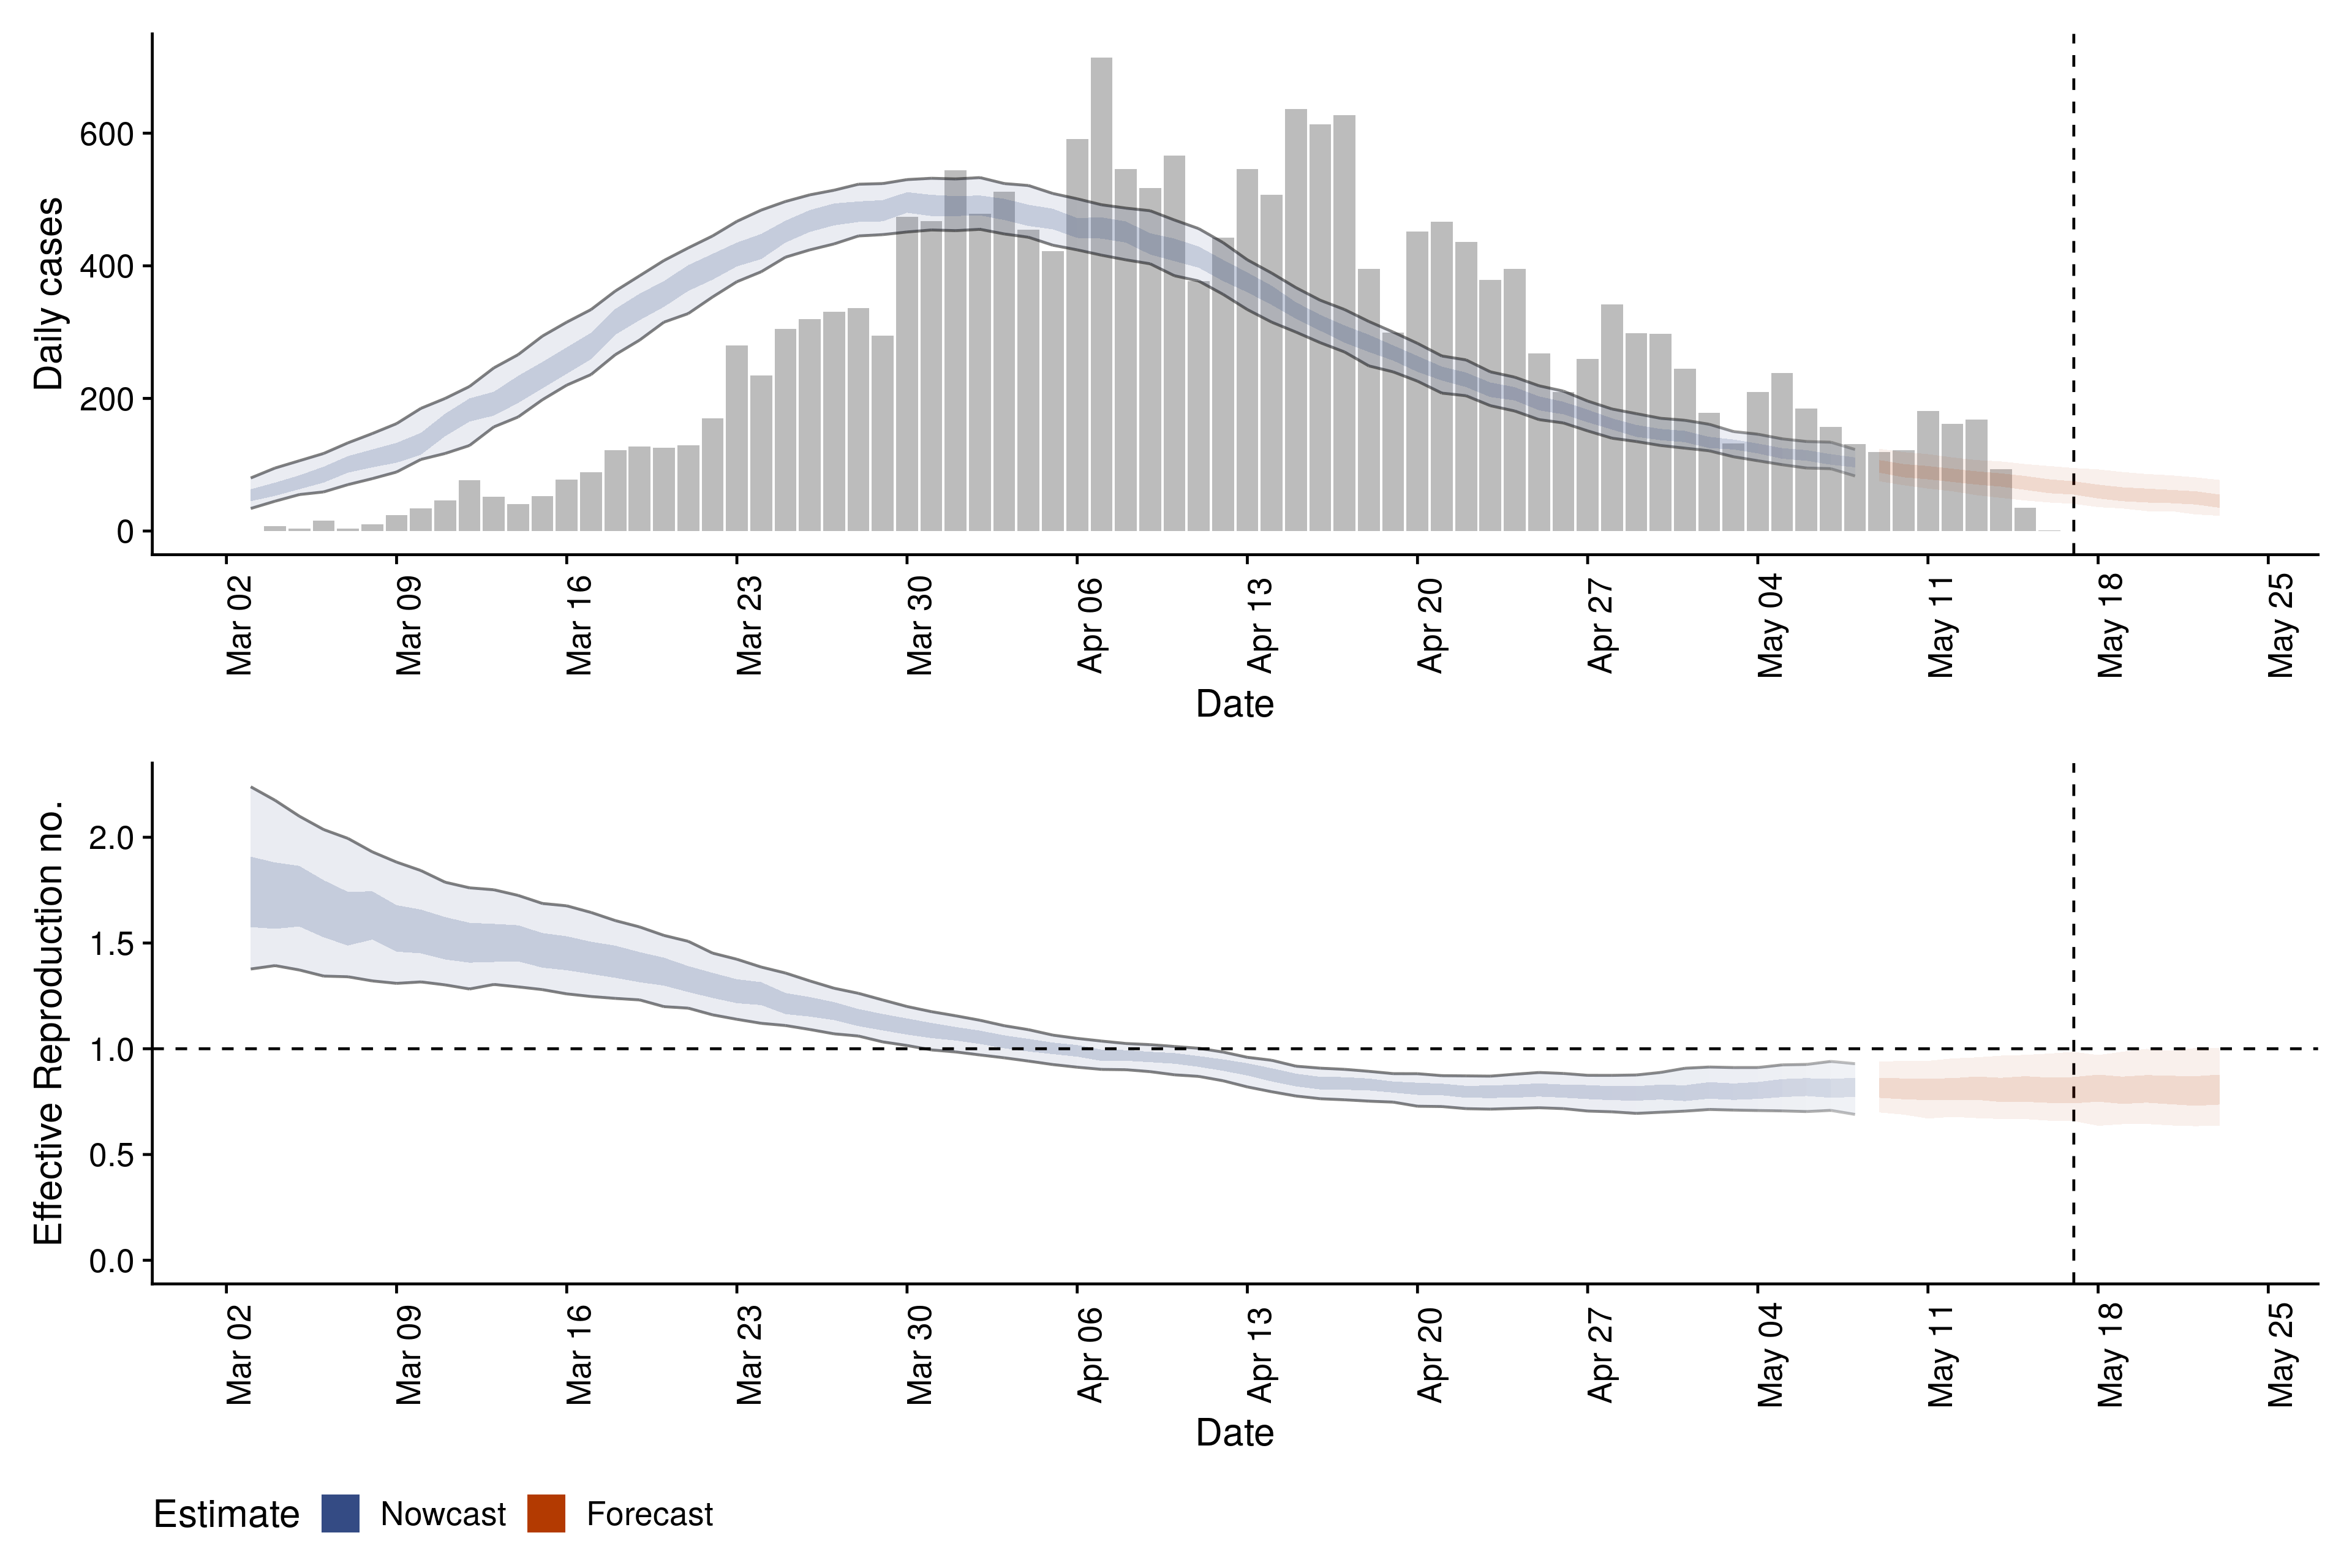 Daily cases
600
400
200
0
Mar 02
Mar 09
Mar 16
Mar 23
Mar 30
Apr 06
Apr 13
Apr 20
Apr 27
May 04
May 11
May 18
May 25
Date
Effective Reproduction no.
2.0
1.5
1.0
0.5
0.0
Mar 02
Mar 09
Mar 16
Mar 23
Mar 30
Apr 06
Apr 13
Apr 20
Apr 27
May 04
May 11
May 18
May 25
Date
Estimate Nowcast Forecast